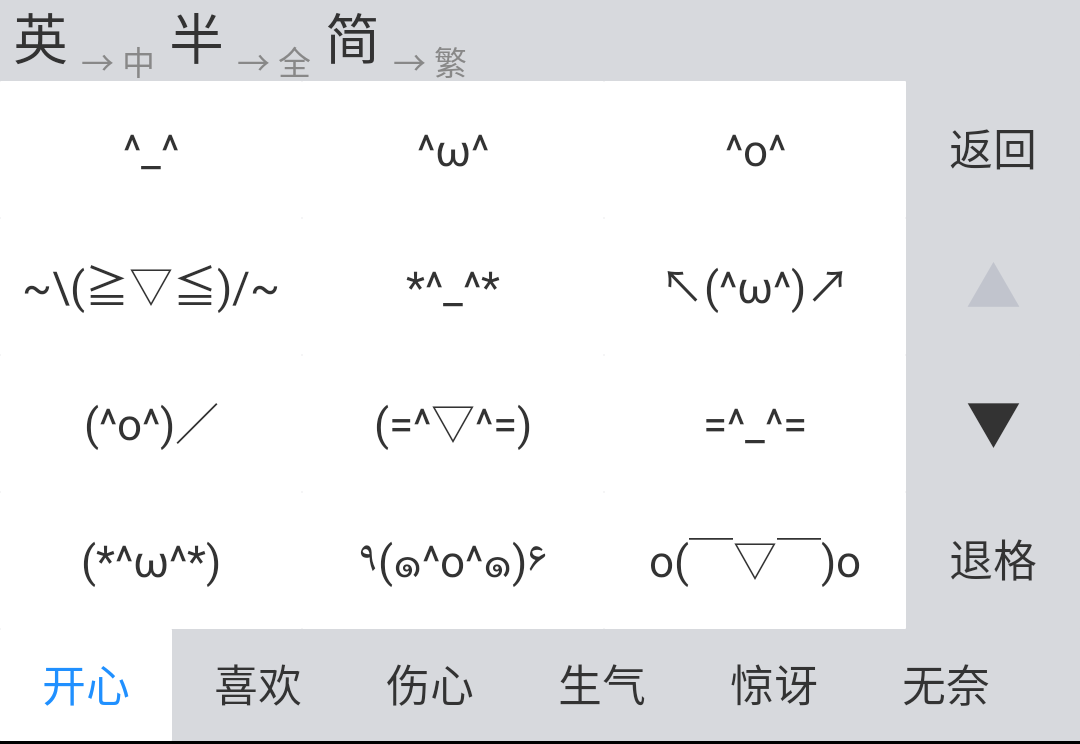 英 →中 半 →全 简 →繁
^_^ ^ω^ ^o^ 返回
~\(≧▽≦)/~ *^_^* ↖(^ω^)↗ ▲
(^o^)／ (=^▽^=) =^_^= ▼
(*^ω^*) ٩(๑^o^๑)۶ o(￣▽￣)o 退格
开心 喜欢 伤心 生气 惊讶 无奈